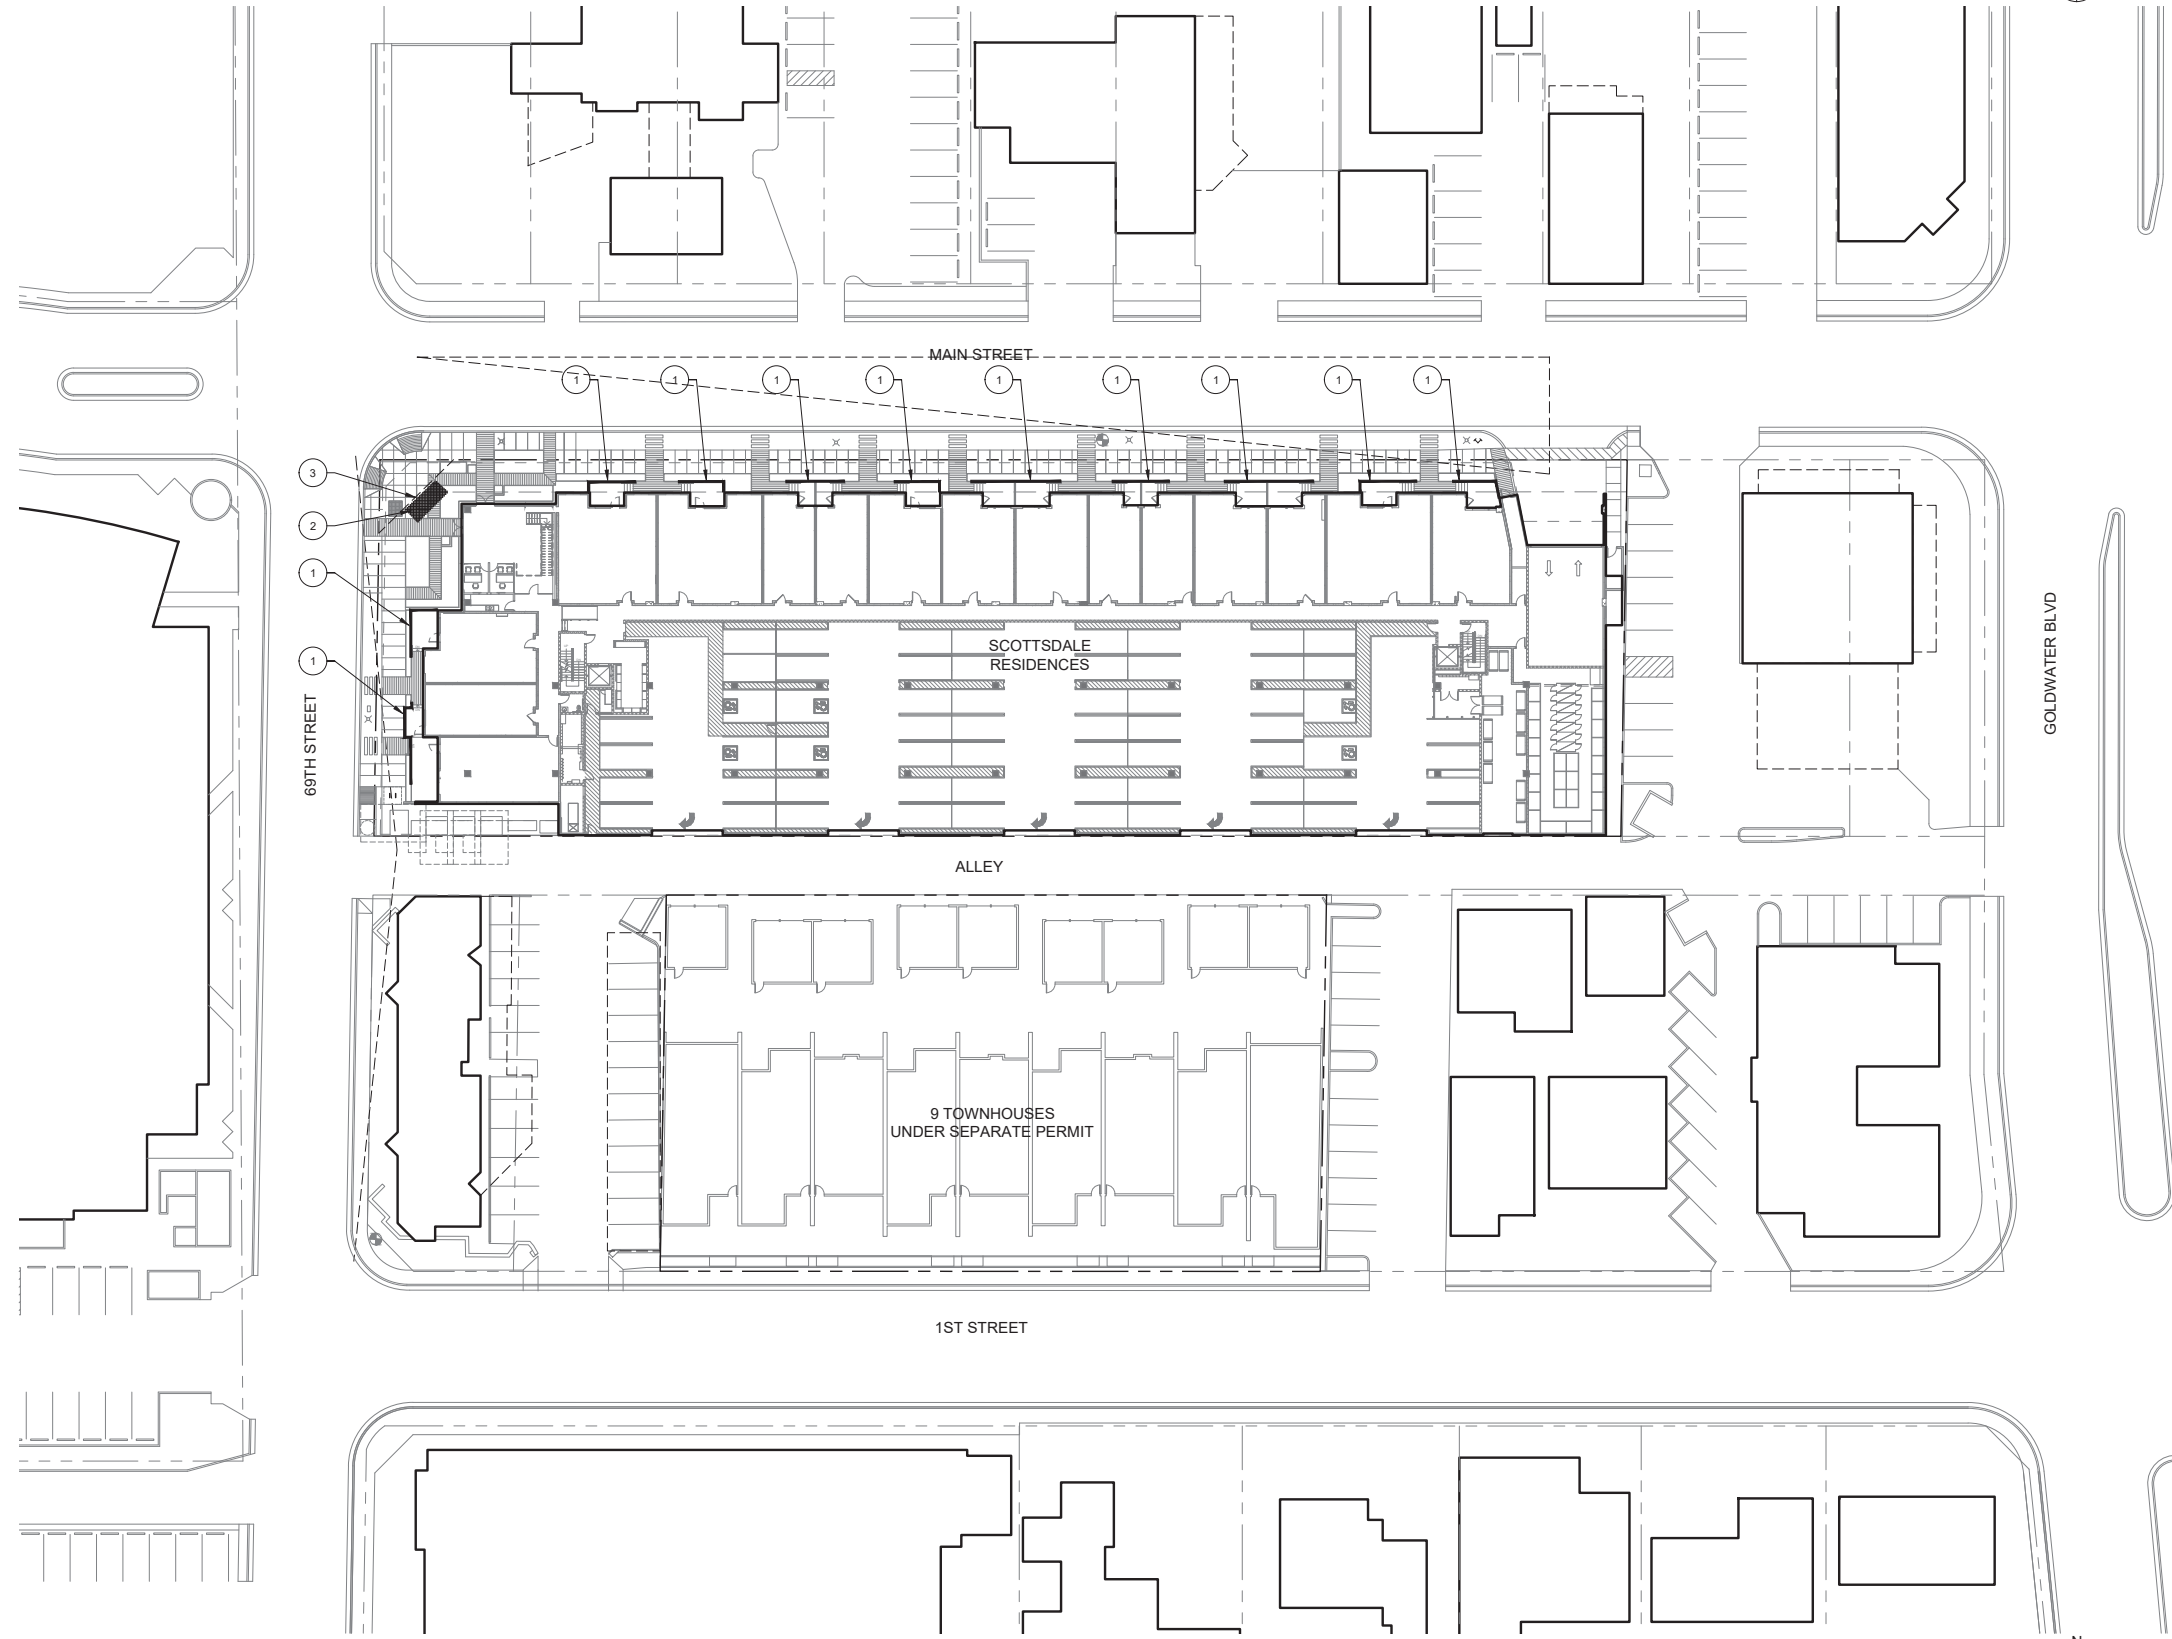 MAIN STREET
1
1
1
1
1
1
1
1
1
3
2
1
1
SCOTTSDALE
RESIDENCES
69TH STREET
GOLDWATER BLVD
ALLEY
9 TOWNHOUSES
UNDER SEPARATE PERMIT
1ST STREET